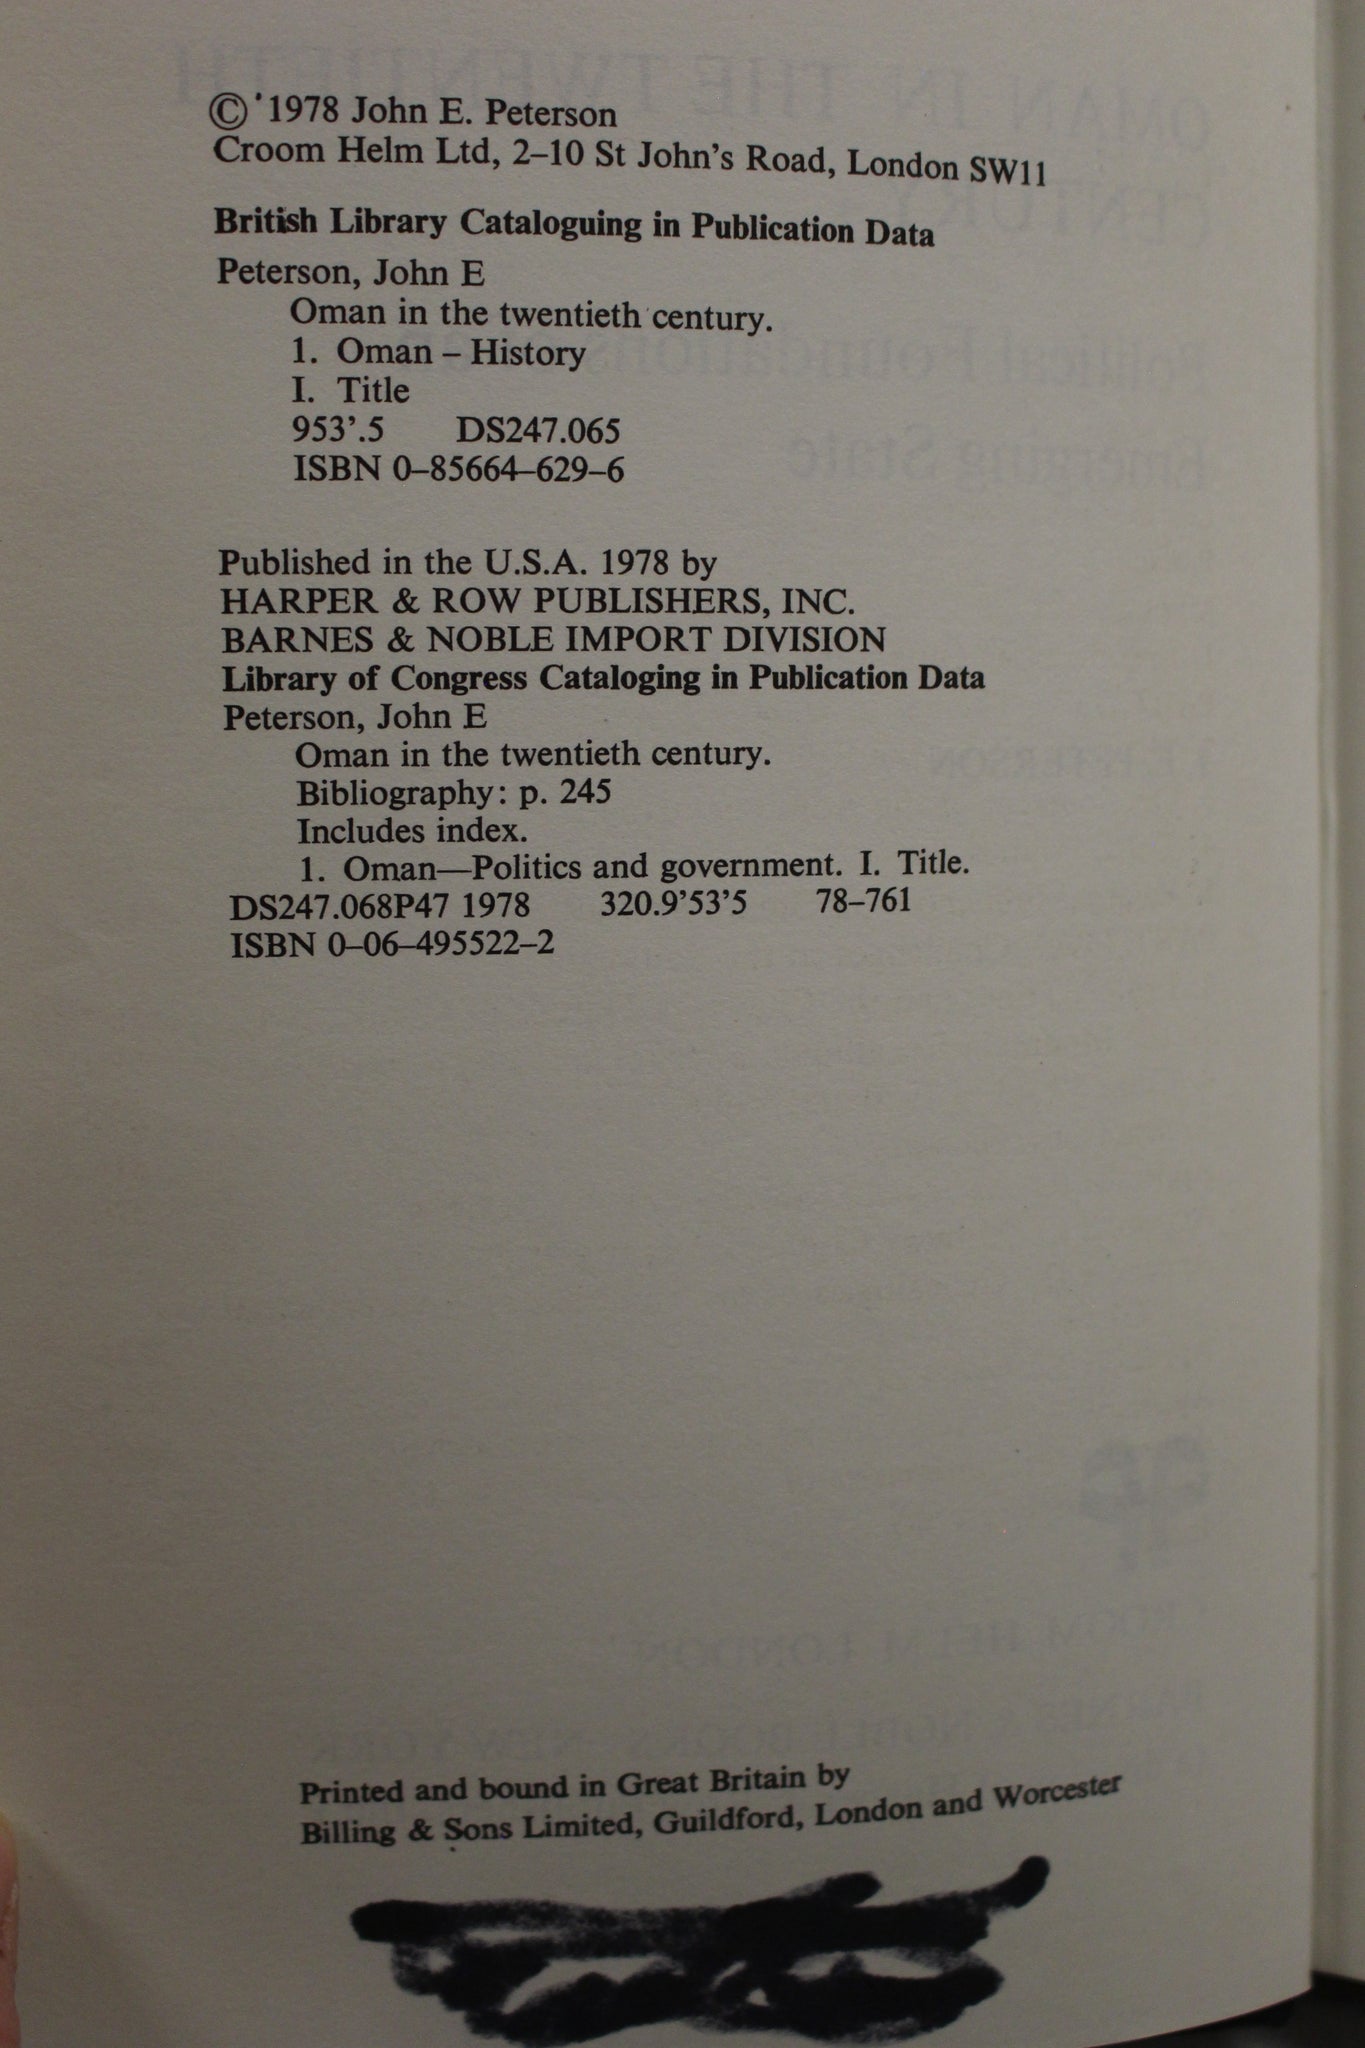 © 1978 John E. Peterson
Croom Helm Ltd, 2–10 St John's Road, London SW11
British Library Cataloguing in Publication Data
Peterson, John E
Oman in the twentieth century.
1. Oman – History
I. Title
953'.5 DS247.065
ISBN 0–85664–629–6
Published in the U.S.A. 1978 by
HARPER & ROW PUBLISHERS, INC.
BARNES & NOBLE IMPORT DIVISION
Library of Congress Cataloging in Publication Data
Peterson, John E
Oman in the twentieth century.
Bibliography: p. 245
Includes index.
1. Oman—Politics and government. I. Title.
DS247.068P47 1978 320.9'53'5 78–761
ISBN 0–06–495522–2
Printed and bound in Great Britain by
Billing & Sons Limited, Guildford, London and Worcester